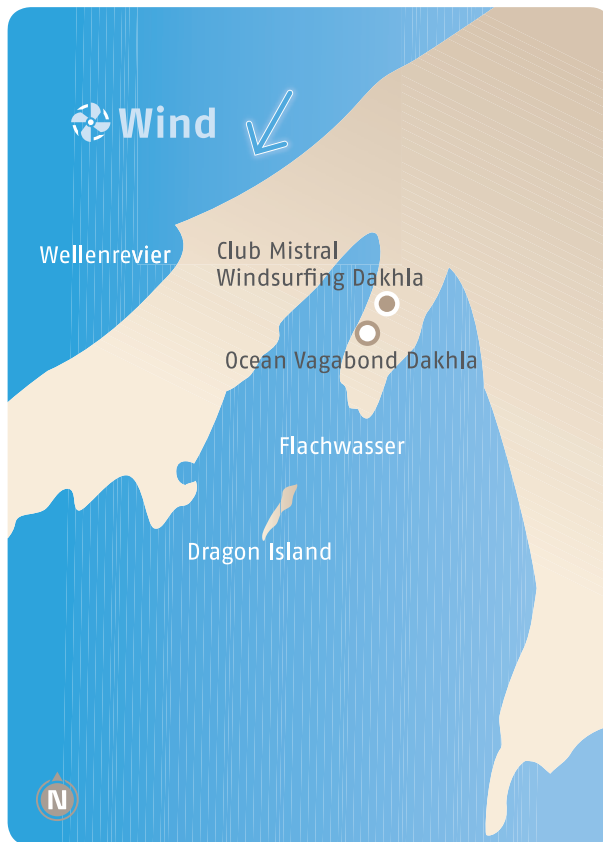 Wind
Wellenrevier
Club Mistral
Windsurfing Dakhla
Ocean Vagabond Dakhla
Flachwasser
Dragon Island
N